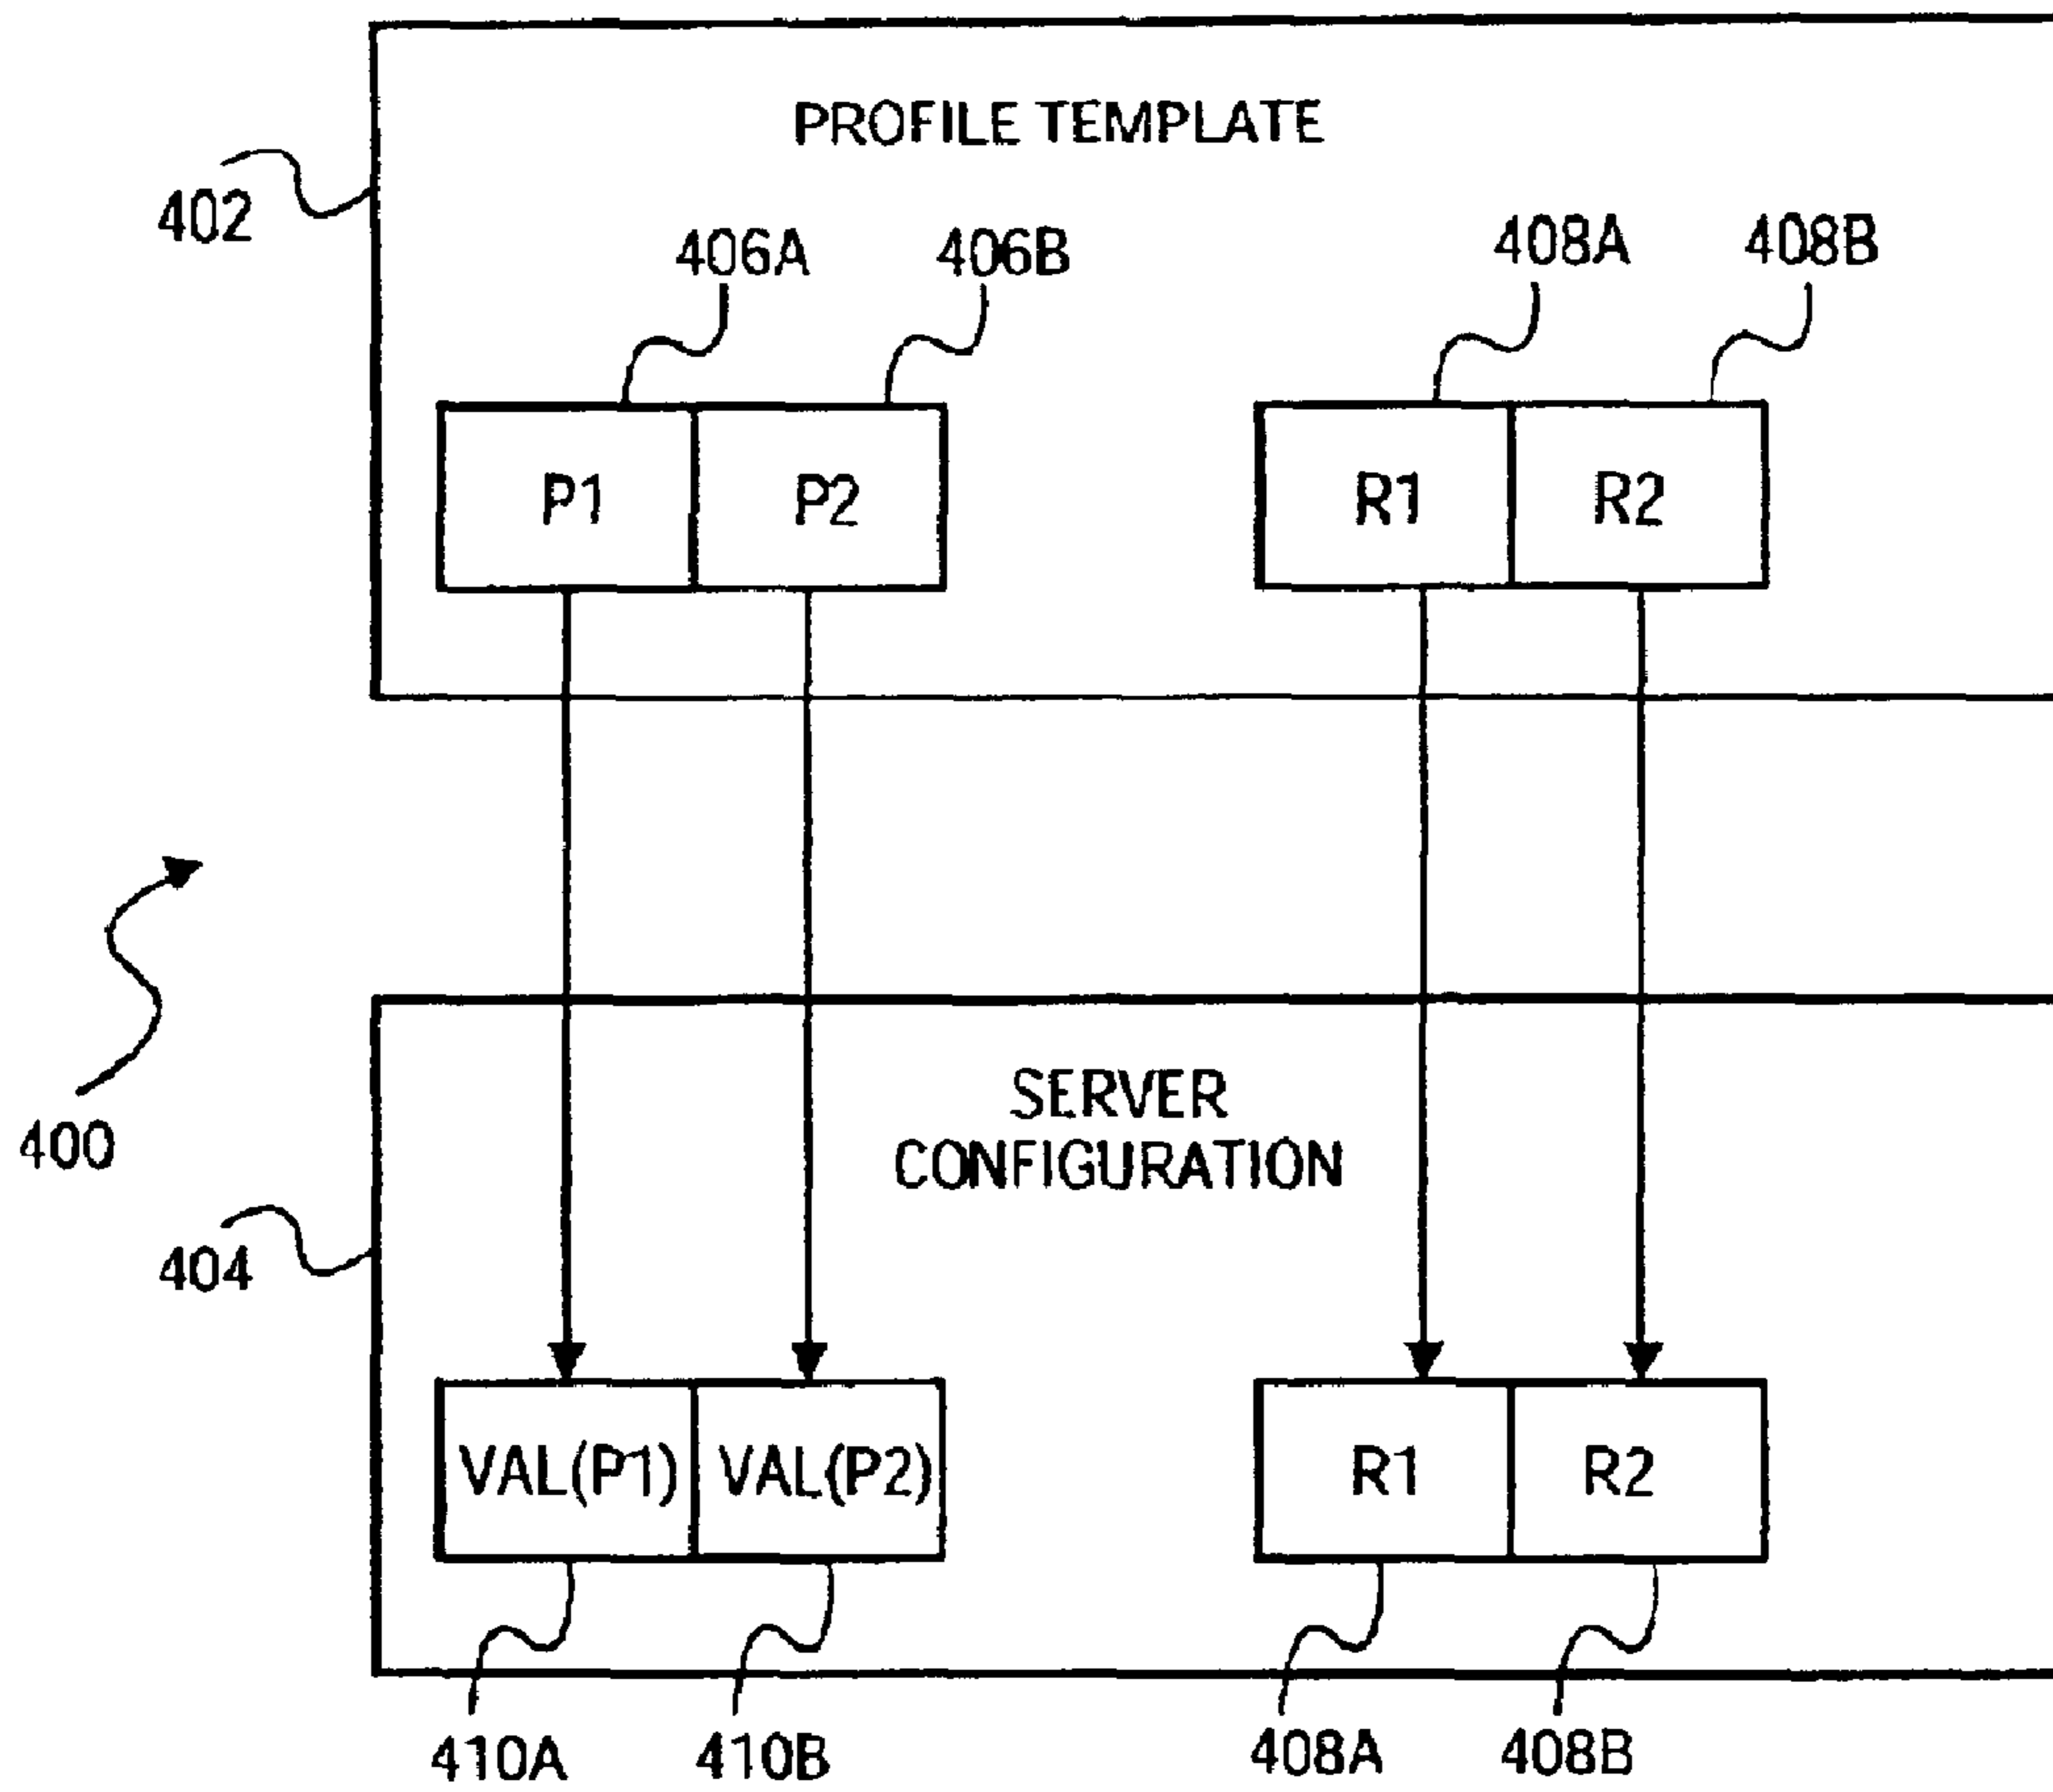 PROFILE TEMPLATE
402
406A 406B 408A 408B
P1 P2 R1 R2
400
SERVER
CONFIGURATION
404
VAL(P1) VAL(P2) R1 R2
410A 410B 408A 408B